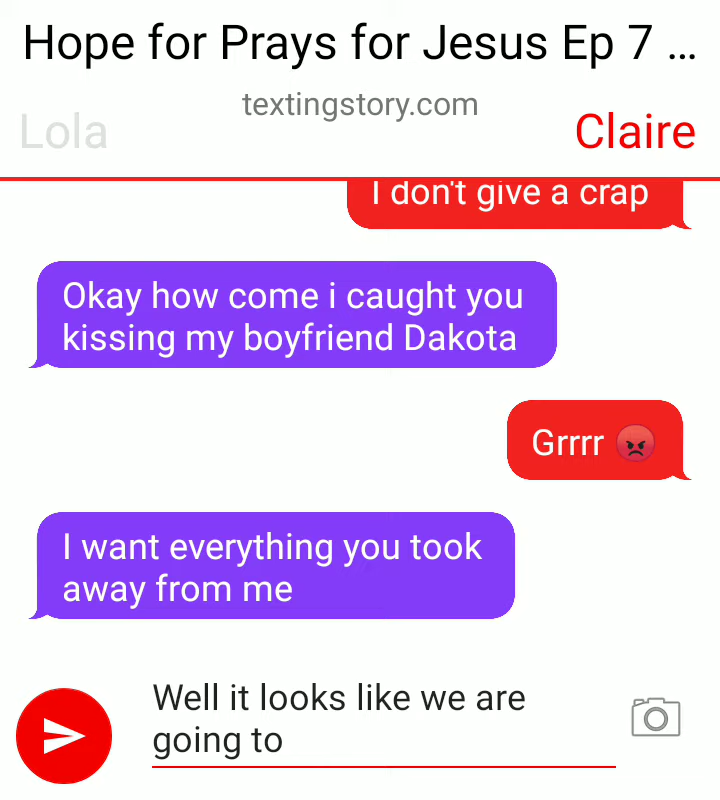 Hope for Prays for Jesus Ep 7 ...
textingstory.com
Lola
Claire
I don't give a crap
Okay how come i caught you
kissing my boyfriend Dakota
Grrrr 😡
I want everything you took
away from me
Well it looks like we are
going to